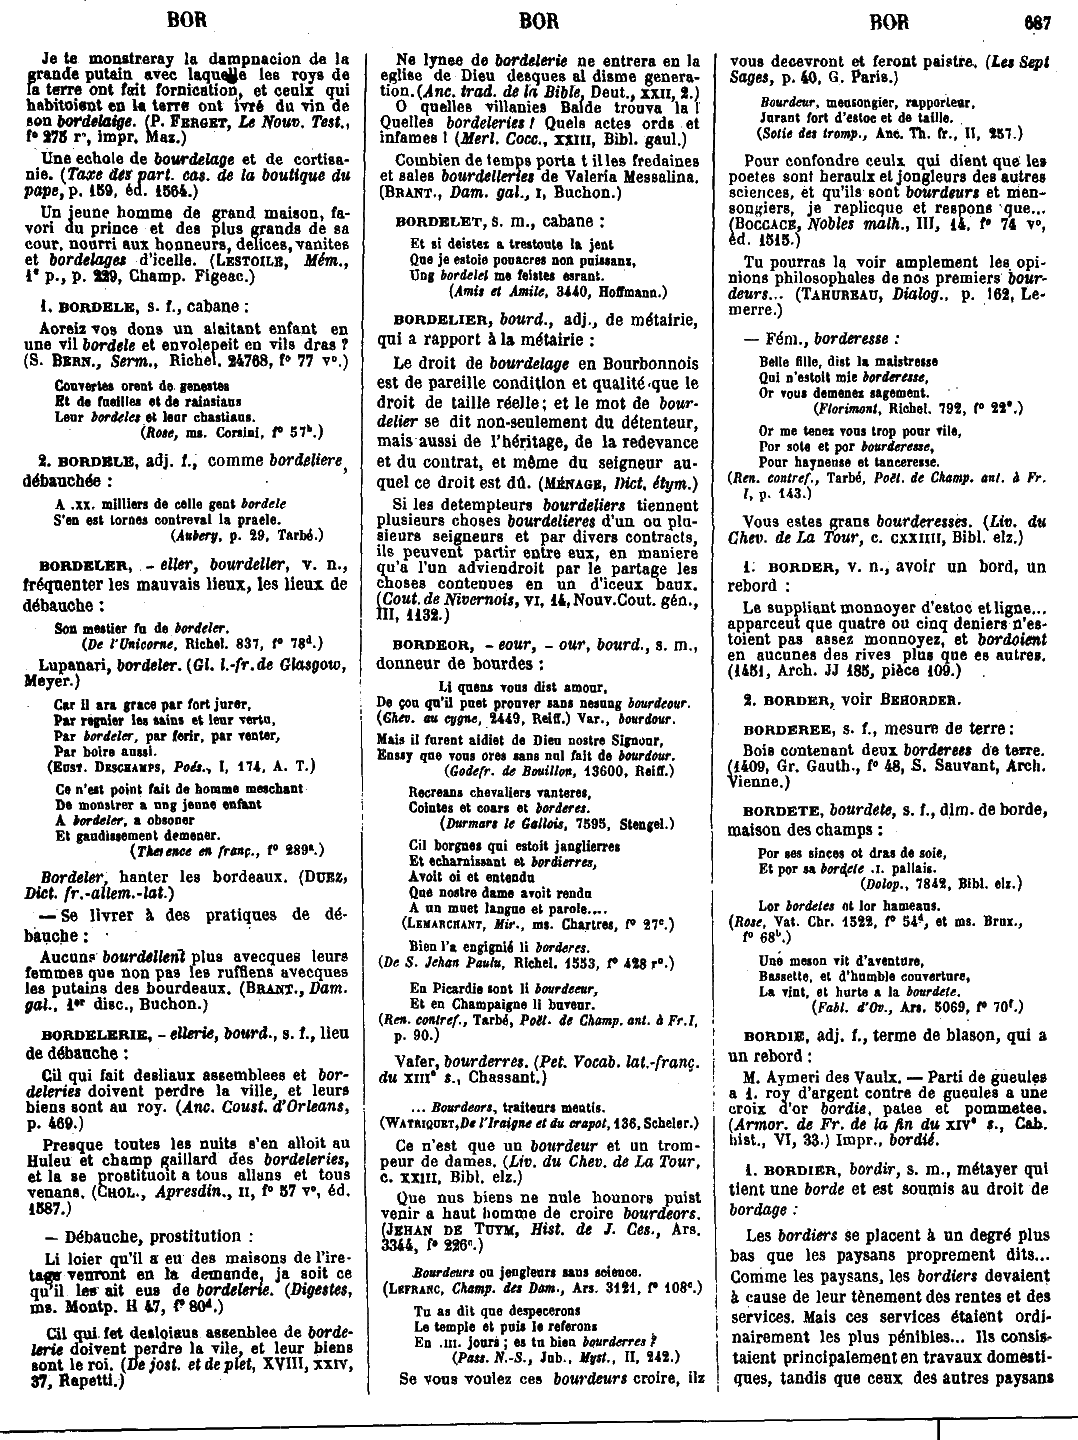 BOR
BOR
BOR
687
Je te monstreray la dampnacion de la
grande putain avec laquelle les roys de
la terre ont fait fornication, et ceulx qui
habitoient en la terre ont ivré du vin de
son bordelaige. (P. FERGET, Le Nouv. Test.,
f° 275 r°, impr. Maz.)
Une echole de bourdelage et de cortisa-
nie. (Taxe des part. cas. de la boutique du
pape, p. 159, éd. 1564.)
Un jeune homme de grand maison, fa-
vori du prince et des plus grands de sa
cour, nourri aux honneurs, delices, vanites
et bordelages d'icelle. (LESTOILE, Mém.,
1e p., p. 229, Champ. Figeac.)
1. BORDELE, s. f., cabane :
Aoreiz vos dons un alaitant enfant en
une vil bordele et envolepeit en vils dras ?
(S. BERN., Serm., Richel. 24768, f° 77 v°.)
Couvertes orent de genestes
Et de fueilles et de rainsiaus
Leur bordeles et leur chastiaus.
(Rose, ms. Corsini, f° 57b.)
2. BORDELE, adj. f., comme bordeliere,
débauchée :
A .xx. milliers de celle gent bordele
S'en est tornes contreval la praele.
(Aubery, p. 29, Tarbé.)
BORDELER, - eller, bourdeller, v. n.,
fréquenter les mauvais lieux, les lieux de
débauche :
Son mestier fu de bordeler.
(De l'Unicorne, Richel. 837, f° 78d.)
Lupanari, bordeler. (Gl. l.-fr. de Glasgow,
Meyer.)
Car il ara grace par fort jurer,
Par regnier les sains et leur vertu,
Par bordeler, par ferir, par venter,
Par boire aussi.
(EUST. DESCHAMPS, Poés., I, 174, A. T.)
Ce n'est point fait de homme meschant
De monstrer a ung jeune enfant
A bordeler, a obsoner
Et gaudissement demener.
(Therence en franç., f° 289a.)
Bordeler, hanter les bordeaux. (DUEZ,
Dict. fr.-allem.-lat.)
— Se livrer à des pratiques de dé-
bauche :
Aucuns bourdellent plus avecques leurs
femmes que non pas les ruffiens avecques
les putains des bourdeaux. (BRANT., Dam.
gal., 1er disc., Buchon.)
BORDELERIE, - ellerie, bourd., s. f., lieu
de débauche :
Cil qui fait desliaux assemblees et bor-
deleries doivent perdre la ville, et leurs
biens sont au roy. (Anc. Coust. d'Orleans,
p. 469.)
Presque toutes les nuits s'en alloit au
Huleu et champ gaillard des bordeleries,
et la se prostituoit a tous allans et tous
venans. (CHOL., Apresdin., II, f° 57 v°, éd.
1587.)
— Débauche, prostitution :
Li loier qu'il a eu des maisons de l'ire-
tage venront en la demande, ja soit ce
qu'il les ait eus de bordelerie. (Digestes,
ms. Montp. H 47, f° 80d.)
Cil qui fet desloiaus assenblee de borde-
lerie doivent perdre la vile, et leur biens
sont le roi. (De jost. et de plet, XVIII, XXIV,
37, Rapetti.)
Ne lynee de bordelerie ne entrera en la
eglise de Dieu desques al disme genera-
tion. (Anc. trad. de la Bible, Deut., XXII, 2.)
O quelles villanies Balde trouva la !
Quelles bordeleries ! Quels actes ords et
infames ! (Merl. Cocc., XXIII, Bibl. gaul.)
Combien de temps porta t illes fredaines
et sales bourdelleries de Valeria Messalina.
(BRANT., Dam. gal., I, Buchon.)
BORDELET, s. m., cabane :
Et si deistes a trestoute la jent
Que je estoie pouacres non puissans,
Ung bordelet me feistes esrant.
(Amis et Amile, 3440, Hoffmann.)
BORDELIER, bourd., adj., de métairie,
qui a rapport à la métairie :
Le droit de bourdelage en Bourbonnois
est de pareille condition et qualité que le
droit de taille réelle; et le mot de bour-
delier se dit non-seulement du détenteur,
mais aussi de l'héritage, de la redevance
et du contrat, et même du seigneur au-
quel ce droit est dû. (MÉNAGE, Dict. étym.)
Si les detempteurs bourdeliers tiennent
plusieurs choses bourdelieres d'un ou plu-
sieurs seigneurs et par divers contracts,
ils peuvent partir entre eux, en maniere
qu'a l'un adviendroit par le partage les
choses contenues en un d'iceux baux.
(Cout. de Nivernois, VI, 14, Nouv. Cout. gén.,
III, 1132.)
BORDEOR, - eour, - our, bourd., s. m.,
donneur de bourdes :
Li quens vous dist amour,
De çou qu'il puet prouver sans nesung bourdeour.
(Chev. au cygne, 2449, Reiff.) Var., bourdour.
Mais il furent aidiet de Dieu nostre Signour,
Ensy que vous ores sans nul fait de bourdour.
(Godefr. de Bouillon, 13600, Reiff.)
Recreans chevaliers vanteres,
Cointes et coars et borderes.
(Durmars le Gallois, 7595, Stengel.)
Cil borgnes qui estoit janglierres
Et echarnissant et bordierres,
Avoit oi et entendu
Que nostre dame avoit rendu
A un muet langue et parole....
(LEMARCHANT, Mir., ms. Chartres, f° 27c.)
Bien l'a engignié li borderes.
(De S. Jehan Paulu, Richel. 1553, f° 428 r°.)
En Picardie sont li bourdeeur,
Et en Champaigne li buveur.
(Ren. contref., Tarbé, Poët. de Champ. ant. à Fr. I,
p. 90.)
Vafer, bourderres. (Pet. Vocab. lat.-franç.
du XIIIe s., Chassant.)
... Bourdeors, traiteurs mentis.
(WATRIQUET, De l'Iraigne et du crapot, 136, Scheler.)
Ce n'est que un bourdeur et un trom-
peur de dames. (Liv. du Chev. de La Tour,
c. XXIII, Bibl. elz.)
Que nus biens ne nule hounors puist
venir a haut homme de croire bourdeors.
(JEHAN DE TUYM, Hist. de J. Ces., Ars.
3344, f° 226c.)
Bourdeurs ou jengleurs sans science.
(LEFRANC, Champ. des Dam., Ars. 3121, f° 108c.)
Tu as dit que despecerons
Le temple et puis le referons
En .III. jours ; es tu bien bourderres ?
(Pass. N.-S., Jub., Myst., II, 242.)
Se vous voulez ces bourdeurs croire, ilz
vous decevront et feront paistre. (Les Sept
Sages, p. 40, G. Paris.)
Bourdeur, mensongier, rapporteur,
Jurant fort d'estoc et de taille.
(Sotie des tromp., Anc. Th. fr., II, 257.)
Pour confondre ceulx qui dient que les
poetes sont heraulx et jongleurs des autres
sciences, et qu'ils sont bourdeurs et men-
songiers, je replicque et respons que...
(BOCCACE, Nobles malh., III, 14, f° 74 v°,
éd. 1515.)
Tu pourras la voir amplement les opi-
nions philosophales de nos premiers bour-
deurs... (TAHUREAU, Dialog., p. 162, Le-
merre.)
— Fém., borderesse :
Belle fille, dist la maistresse
Qui n'estoit mie borderesse,
Or vous demenez sagement.
(Florimont, Richel. 792, f° 22e.)
Or me tenez vous trop pour vile,
Por sote et por bourderesse,
Pour hayneuse et tanceresse.
(Ren. contref., Tarbé, Poët. de Champ. ant. à Fr.
I, p. 143.)
Vous estes grans bourderesses. (Liv. du
Chev. de La Tour, c. CXXIIII, Bibl. elz.)
1. BORDER, v. n., avoir un bord, un
rebord :
Le suppliant monnoyer d'estoc et ligne...
apparceut que quatre ou cinq deniers n'es-
toient pas assez monnoyez, et bordoient
en aucunes des rives plus que es autres.
(1451, Arch. JJ 185, pièce 109.)
2. BORDER, voir BEHORDER.
BORDEREE, s. f., mesure de terre :
Bois contenant deux borderees de terre.
(1409, Gr. Gauth., f° 48, S. Sauvant, Arch.
Vienne.)
BORDETE, bourdete, s. f., dim. de borde,
maison des champs :
Por ses sinces ot dras de soie,
Et por sa bordete .I. pallais.
(Dolop., 7842, Bibl. elz.)
Lor bordetes ot lor hameaus.
(Rose, Vat. Chr. 1522, f° 54d, et ms. Brux.,
f° 68b.)
Une meson vit d'aventure,
Bassette, et d'humble couverture,
La vint, et hurte a la bourdete.
(Fabl. d'Ov., Ars. 5069, f° 70f.)
BORDIE, adj. f., terme de blason, qui a
un rebord :
M. Aymeri des Vaulx. — Parti de gueules
a 1. roy d'argent contre de gueules a une
croix d'or bordie, patee et pommetee.
(Armor. de Fr. de la fin du XIVe s., Cab.
hist., VI, 33.) Impr., bordié.
1. BORDIER, bordir, s. m., métayer qui
tient une borde et est soumis au droit de
bordage :
Les bordiers se placent à un degré plus
bas que les paysans proprement dits...
Comme les paysans, les bordiers devaient
à cause de leur tènement des rentes et des
services. Mais ces services étaient ordi-
nairement les plus pénibles... Ils consis-
taient principalement en travaux domesti-
ques, tandis que ceux des autres paysans